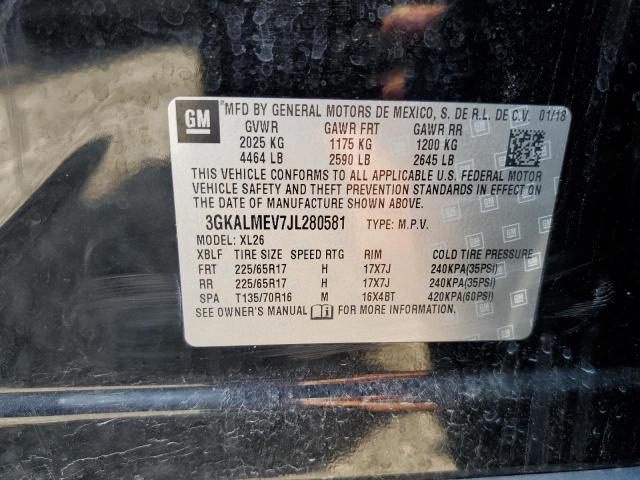 GM
MFD BY GENERAL MOTORS DE MEXICO, S. DE R.L. DE C.V. 01/18
GVWR GAWR FRT GAWR RR
2025 KG 1175 KG 1200 KG
4464 LB 2590 LB 2645 LB
THIS VEHICLE CONFORMS TO ALL APPLICABLE U.S. FEDERAL MOTOR
VEHICLE SAFETY AND THEFT PREVENTION STANDARDS IN EFFECT ON
THE DATE OF MANUFACTURE SHOWN ABOVE.
3GKALMEV7JL280581 TYPE: M.P.V.
MODEL: XL26
XBLF TIRE SIZE SPEED RTG RIM COLD TIRE PRESSURE
FRT 225/65R17 H 17X7J 240KPA(35PSI)
RR 225/65R17 H 17X7J 240KPA(35PSI)
SPA T135/70R16 M 16X4BT 420KPA(60PSI)
SEE OWNER'S MANUAL FOR MORE INFORMATION.